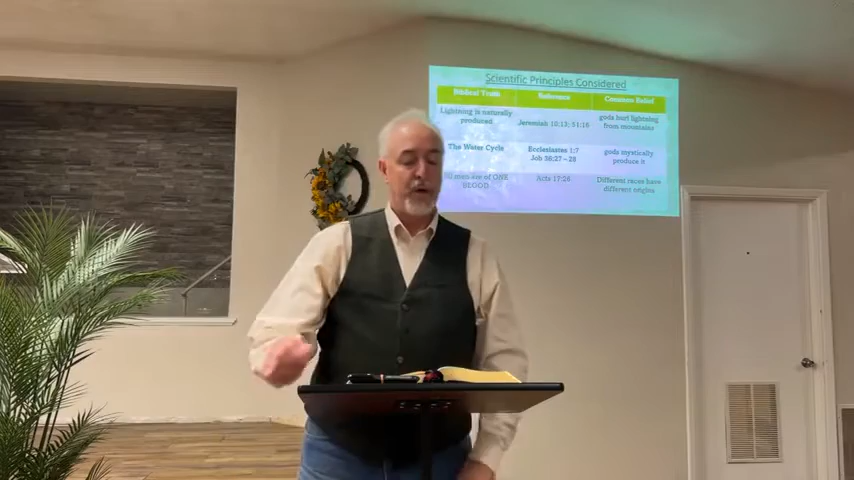 Scientific Principles Considered
Biblical Truth Reference Common Belief
Lightning is naturally produced Jeremiah 10:13; 51:16 gods hurl lightning from mountains
The Water Cycle Ecclesiastes 1:7 Job 36:27 – 28 gods mystically produce it
men are of ONE BLOOD Acts 17:26 Different races have different origins